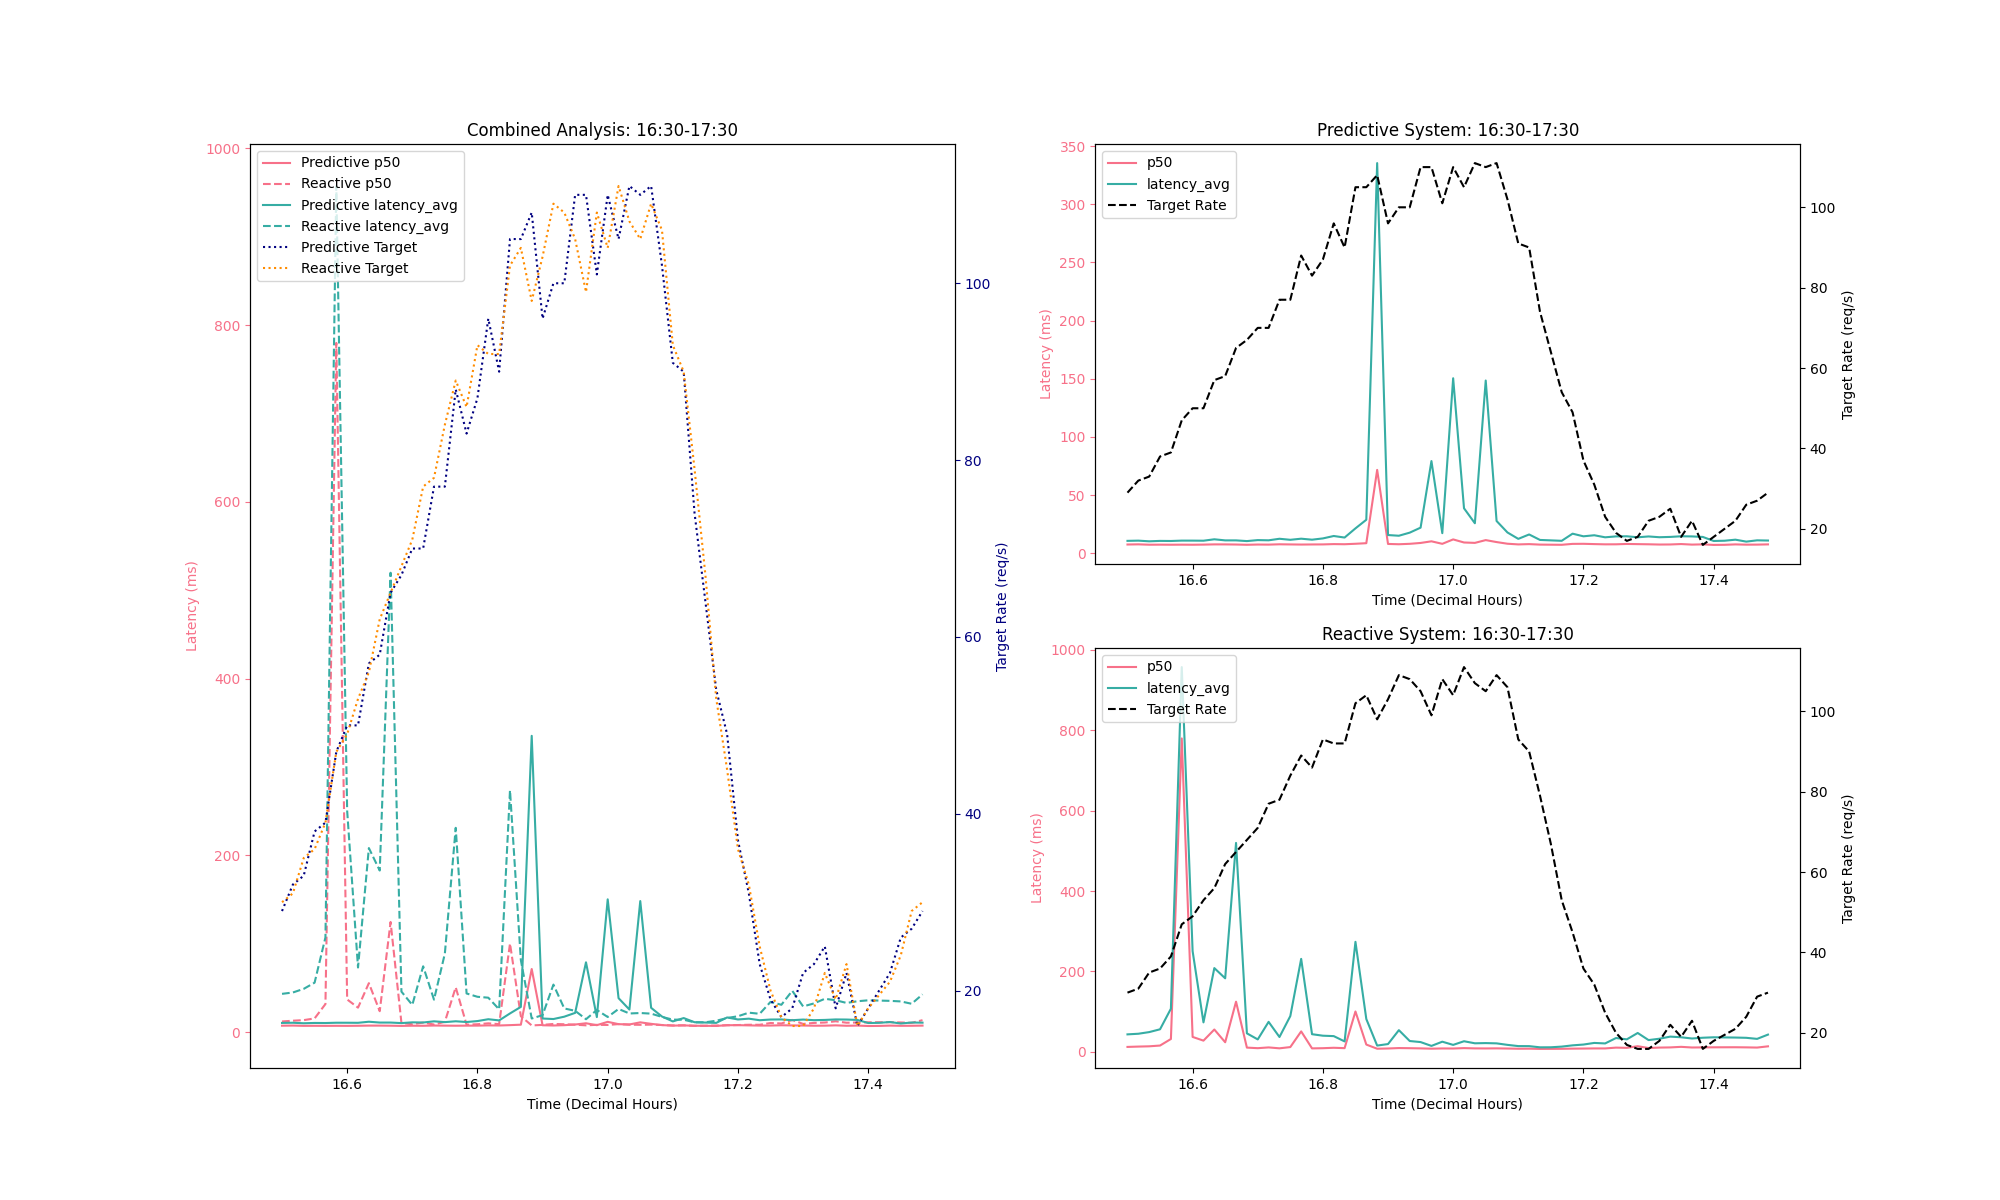 Combined Analysis: 16:30-17:30
Predictive p50
Reactive p50
Predictive latency_avg
Reactive latency_avg
Predictive Target
Reactive Target
1000
800
600
400
200
0
Latency (ms)
100
80
60
40
20
Target Rate (req/s)
16.6 16.8 17.0 17.2 17.4
Time (Decimal Hours)
Predictive System: 16:30-17:30
p50
latency_avg
Target Rate
350
300
250
200
150
100
50
0
Latency (ms)
100
80
60
40
20
Target Rate (req/s)
16.6 16.8 17.0 17.2 17.4
Time (Decimal Hours)
Reactive System: 16:30-17:30
p50
latency_avg
Target Rate
1000
800
600
400
200
0
Latency (ms)
100
80
60
40
20
Target Rate (req/s)
16.6 16.8 17.0 17.2 17.4
Time (Decimal Hours)